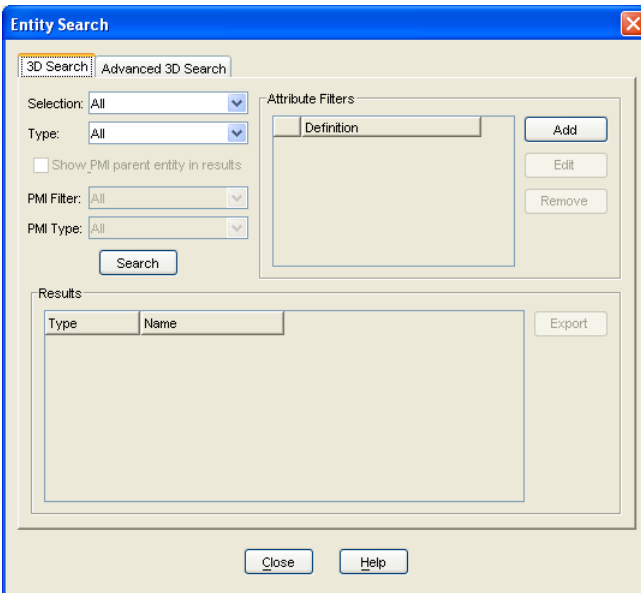 Entity Search
3D Search Advanced 3D Search
Selection: All
Type: All
Show PMI parent entity in results
PMI Filter: All
PMI Type: All
Search
Attribute Filters
Definition
Add
Edit
Remove
Results
Type Name
Export
Close Help